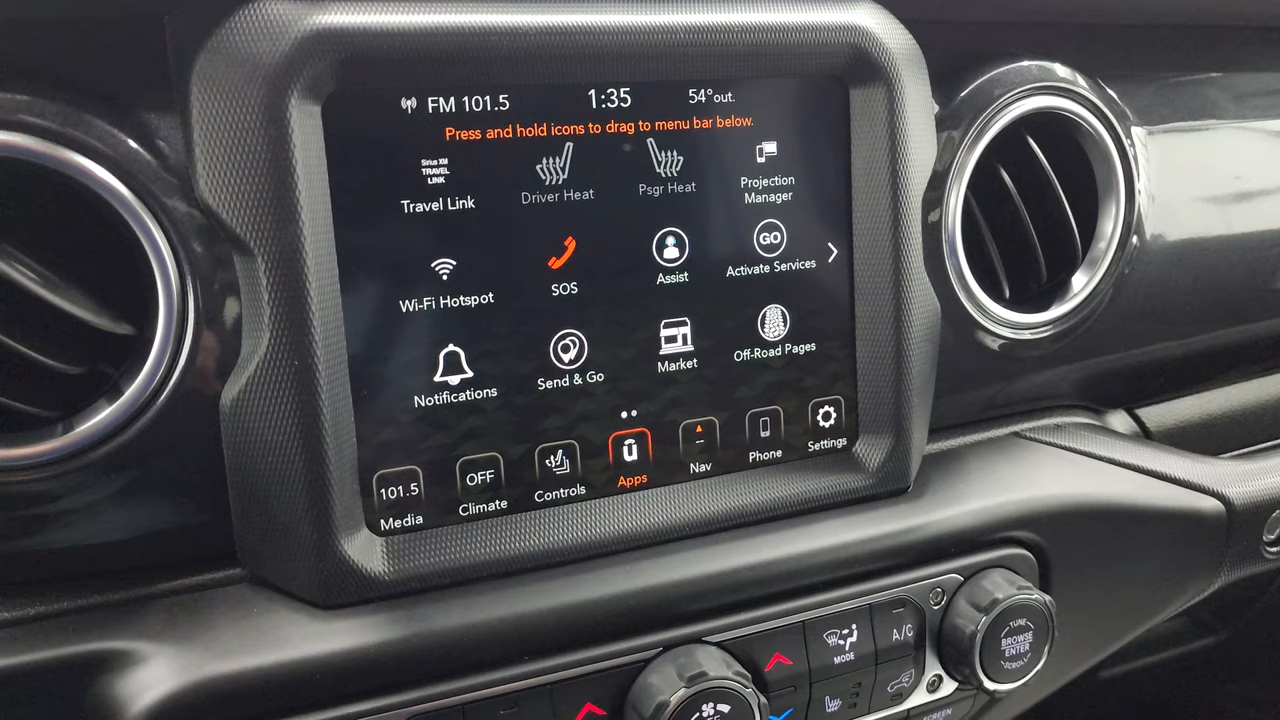 FM 101.5
1:35
54°out.
Press and hold icons to drag to menu bar below.
Sirius XM
TRAVEL
LINK
Travel Link
Driver Heat
Psgr Heat
Projection
Manager
Wi-Fi Hotspot
SOS
Assist
GO
Activate Services
Notifications
Send & Go
Market
Off-Road Pages
101.5
Media
OFF
Climate
Controls
ū
Apps
--
Nav
Phone
Settings
MODE
A/C
TUNE
BROWSE
ENTER
SCROLL
SCREEN